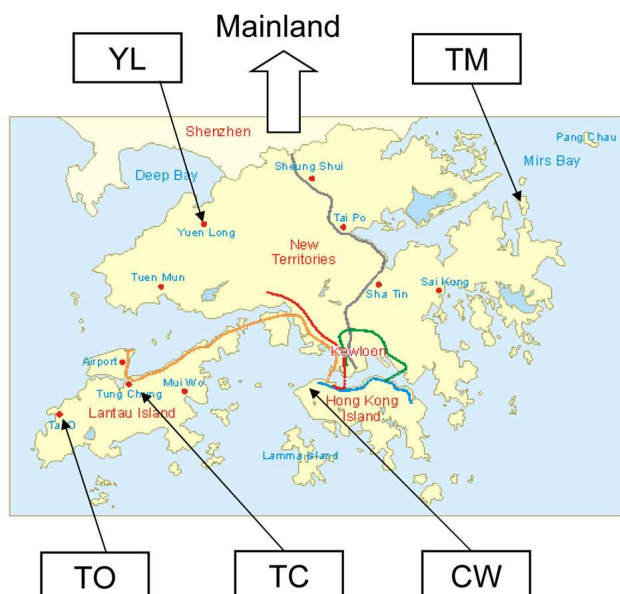 Mainland
YL
TM
Shenzhen
Pang Chau
Mirs Bay
Deep Bay
Sheung Shui
Tai Po
Yuen Long
New
Territories
Tuen Mun
Sha Tin
Sai Kung
Kowloon
Airport
Tung Chung
Mui Wo
Lantau Island
Hong Kong
Island
Tai O
Lamma Island
TO
TC
CW